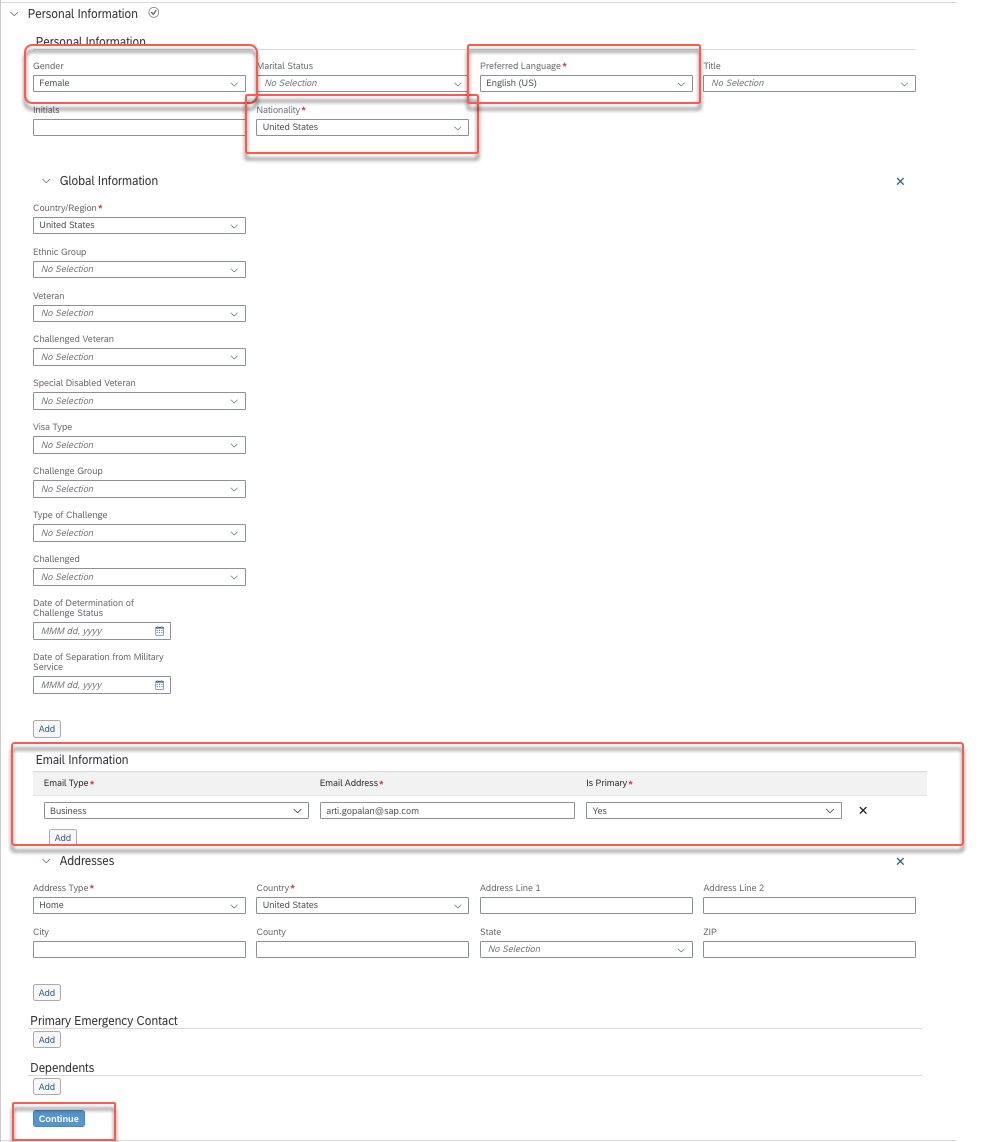 Personal Information
Personal Information
Gender Marital Status Preferred Language* Title
Female No Selection English (US) No Selection
Initials Nationality*
United States
Global Information
Country/Region*
United States
Ethnic Group
No Selection
Veteran
No Selection
Challenged Veteran
No Selection
Special Disabled Veteran
No Selection
Visa Type
No Selection
Challenge Group
No Selection
Type of Challenge
No Selection
Challenged
No Selection
Date of Determination of
Challenge Status
MMM dd, yyyy
Date of Separation from Military
Service
MMM dd, yyyy
Add
Email Information
Email Type* Email Address* Is Primary*
Business arti.gopalan@sap.com Yes
Add
Addresses
Address Type* Country* Address Line 1 Address Line 2
Home United States
City County State ZIP
No Selection
Add
Primary Emergency Contact
Add
Dependents
Add
Continue